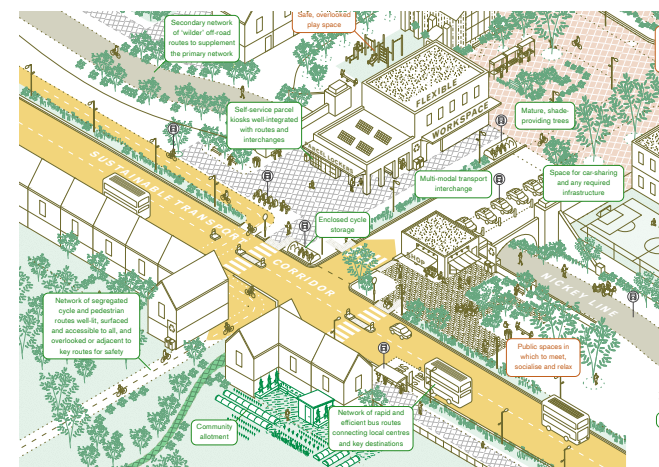 Secondary network
of ‘wilder’ off-road
routes to supplement
the primary network
Safe, overlooked
play space
Self-service parcel
kiosks well-integrated
with routes and
interchanges
FLEXIBLE
WORKSPACE
PARCEL LOCKERS
Mature, shade-
providing trees
Multi-modal transport
interchange
Space for car-sharing
and any required
infrastructure
SUSTAINABLE TRANSPORT
CORRIDOR
Enclosed cycle
storage
SHOP
NICKEY LINE
Network of segregated
cycle and pedestrian
routes well-lit, surfaced
and accessible to all, and
overlooked or adjacent to
key routes for safety
Public spaces in
which to meet,
socialise and relax
Community
allotment
Network of rapid and
efficient bus routes
connecting local centres
and key destinations